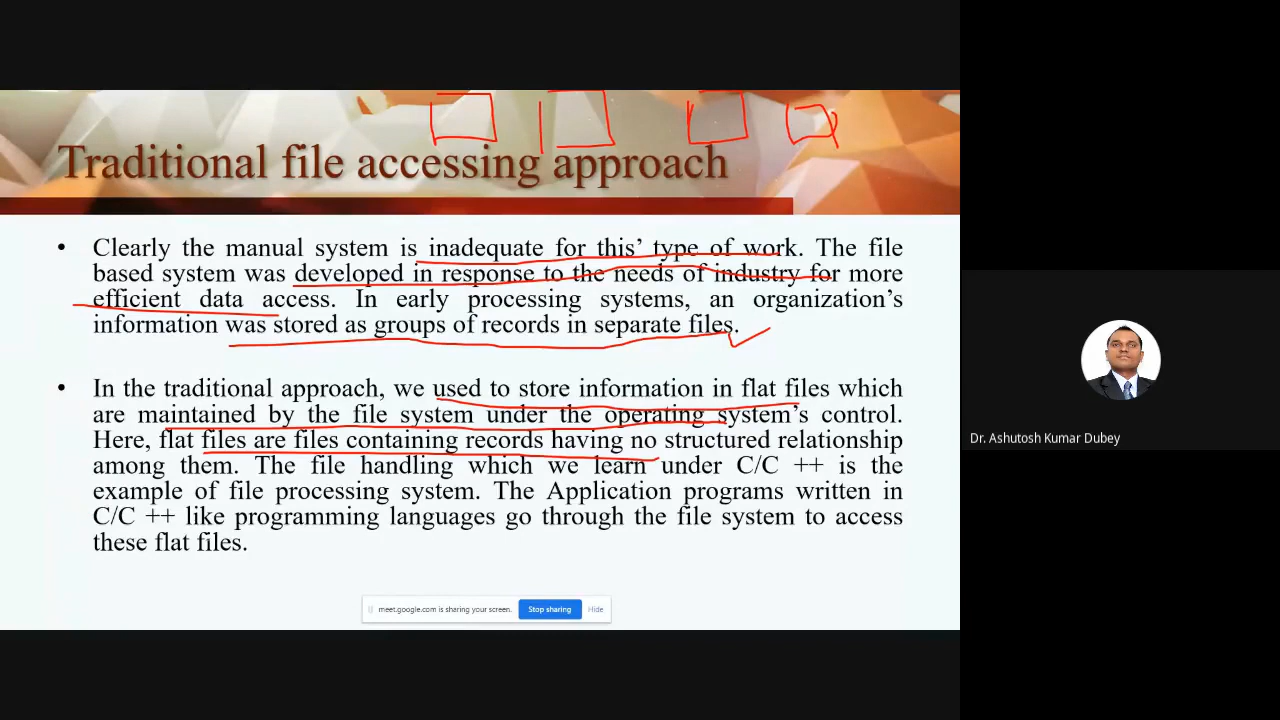 Traditional file accessing approach
• Clearly the manual system is inadequate for this’ type of work. The file
based system was developed in response to the needs of industry for more
efficient data access. In early processing systems, an organization’s
information was stored as groups of records in separate files.
• In the traditional approach, we used to store information in flat files which
are maintained by the file system under the operating system’s control.
Here, flat files are files containing records having no structured relationship
among them. The file handling which we learn under C/C ++ is the
example of file processing system. The Application programs written in
C/C ++ like programming languages go through the file system to access
these flat files.
meet.google.com is sharing your screen. Stop sharing Hide
Dr. Ashutosh Kumar Dubey